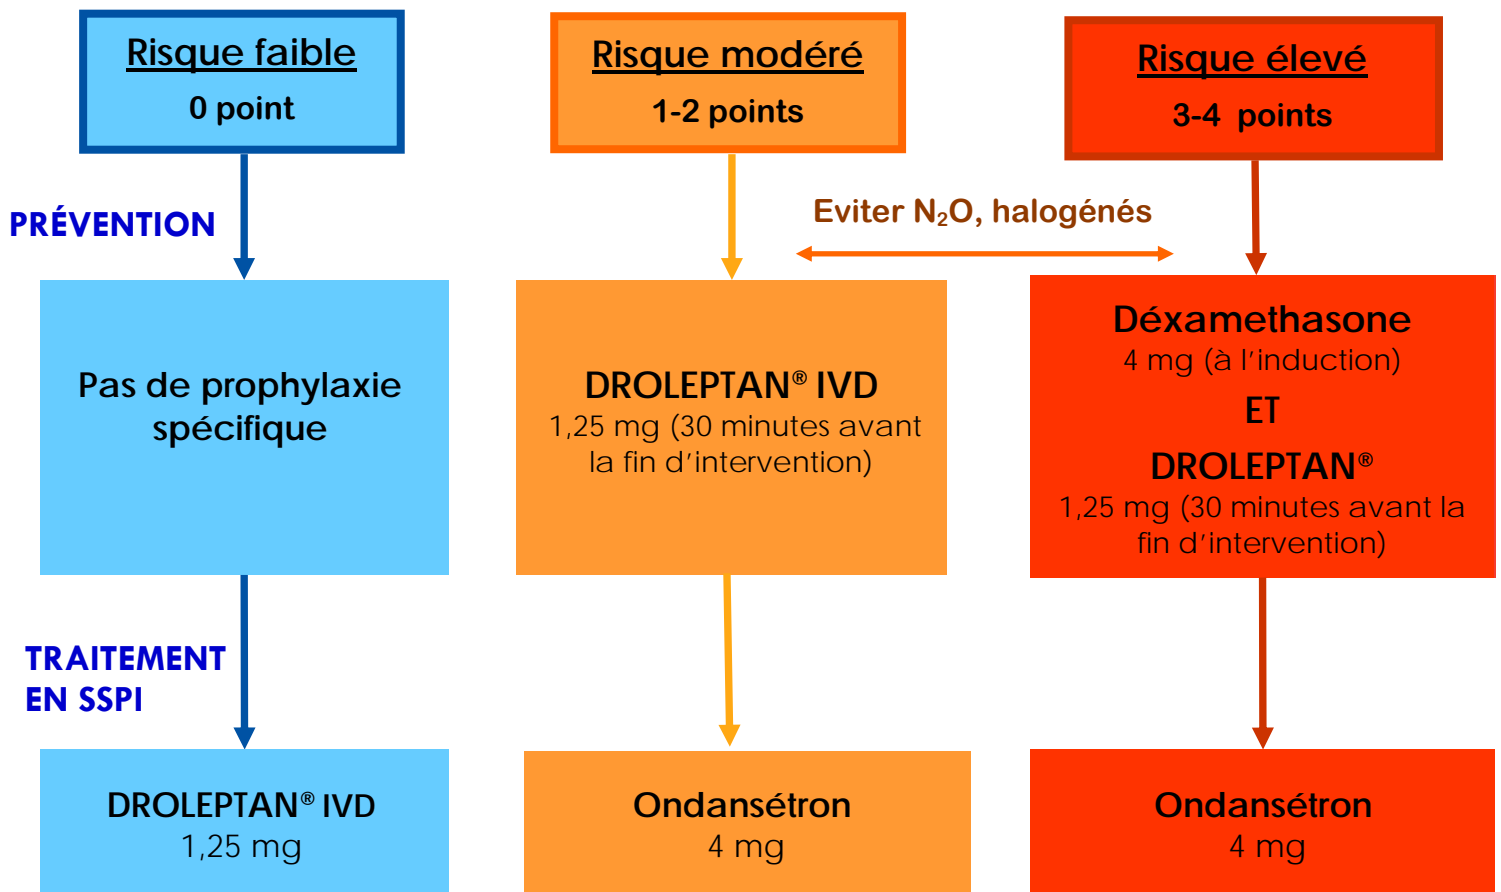 Risque faible
0 point
Risque modéré
1-2 points
Risque élevé
3-4 points
PRÉVENTION
Eviter N₂O, halogénés
Pas de prophylaxie
spécifique
DROLEPTAN® IVD
1,25 mg (30 minutes avant
la fin d’intervention)
Déxamethasone
4 mg (à l’induction)
ET
DROLEPTAN®
1,25 mg (30 minutes avant la
fin d’intervention)
TRAITEMENT
EN SSPI
DROLEPTAN® IVD
1,25 mg
Ondansétron
4 mg
Ondansétron
4 mg